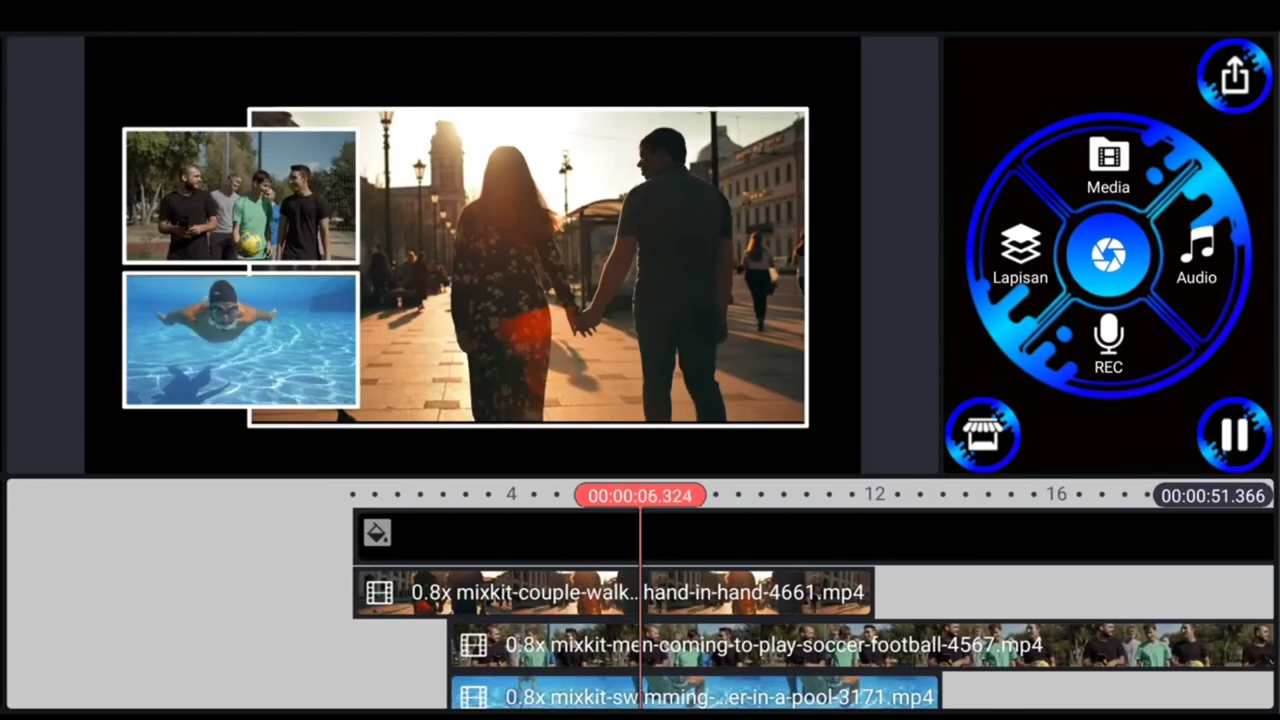 Media
Lapisan
Audio
REC
4
00:00:06.324
12
16
00:00:51.366
0.8x mixkit-couple-walk...hand-in-hand-4661.mp4
0.8x mixkit-men-coming-to-play-soccer-football-4567.mp4
0.8x mixkit-swimming-...er-in-a-pool-3171.mp4